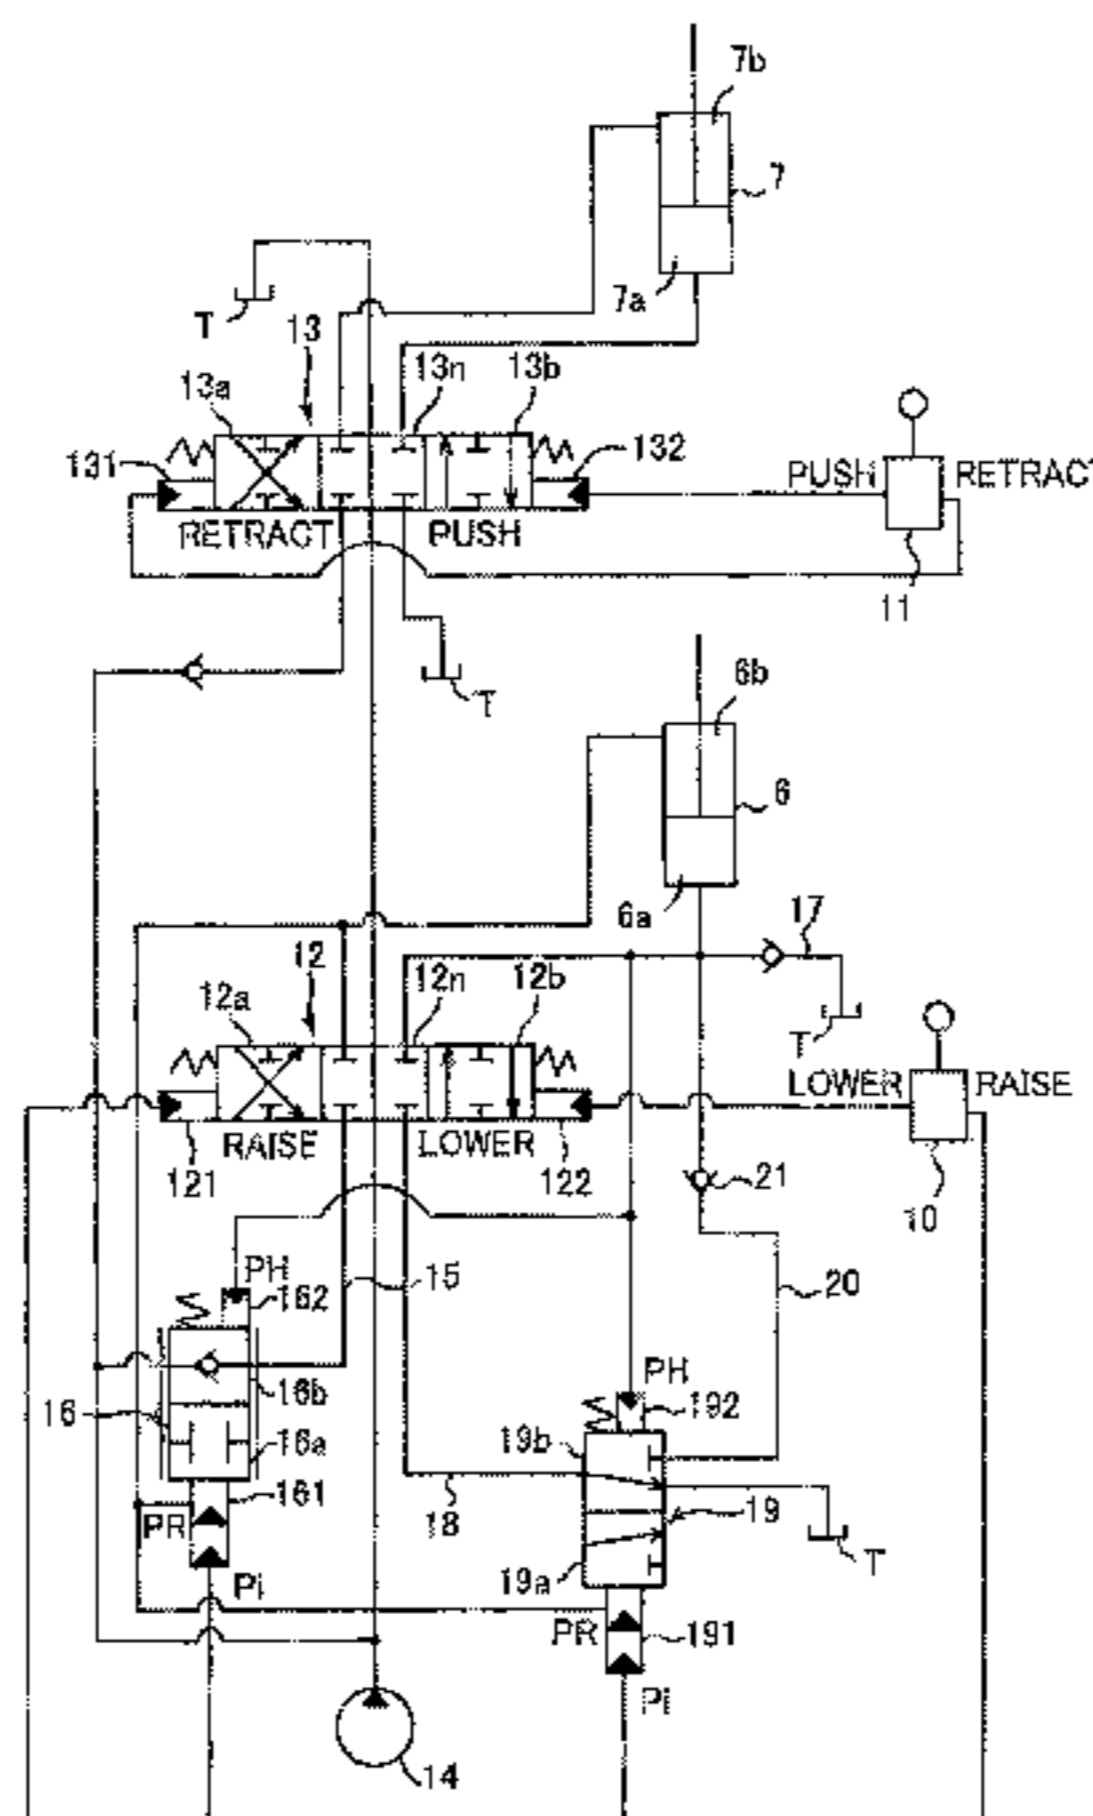 7b
7
7a
T
13
13a
13n
13b
131
132
PUSH
RETRACT
RETRACT
PUSH
11
T
6b
6
6a
17
12
12a
12n
12b
T
LOWER
RAISE
RAISE
LOWER
121
122
21
10
PH
15
162
20
PH
16b
192
16
19b
16a
161
18
19
PR
T
19a
Pi
PR
191
Pi
14